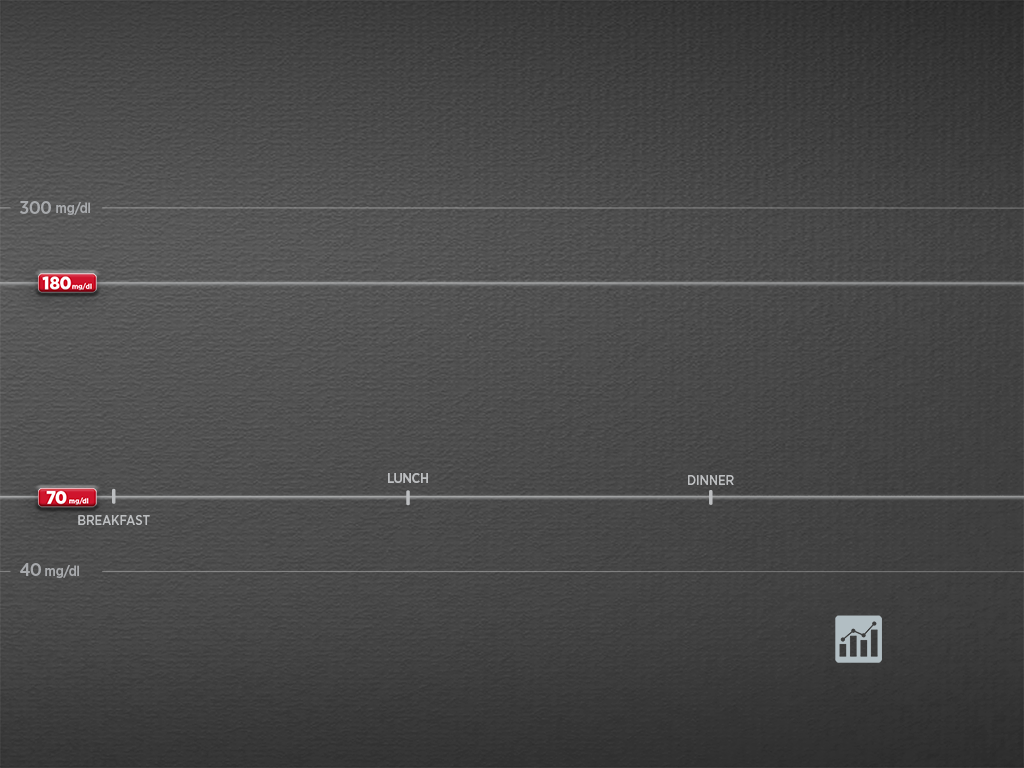 300 mg/dl
180 mg/dl
LUNCH
DINNER
70 mg/dl
BREAKFAST
40 mg/dl